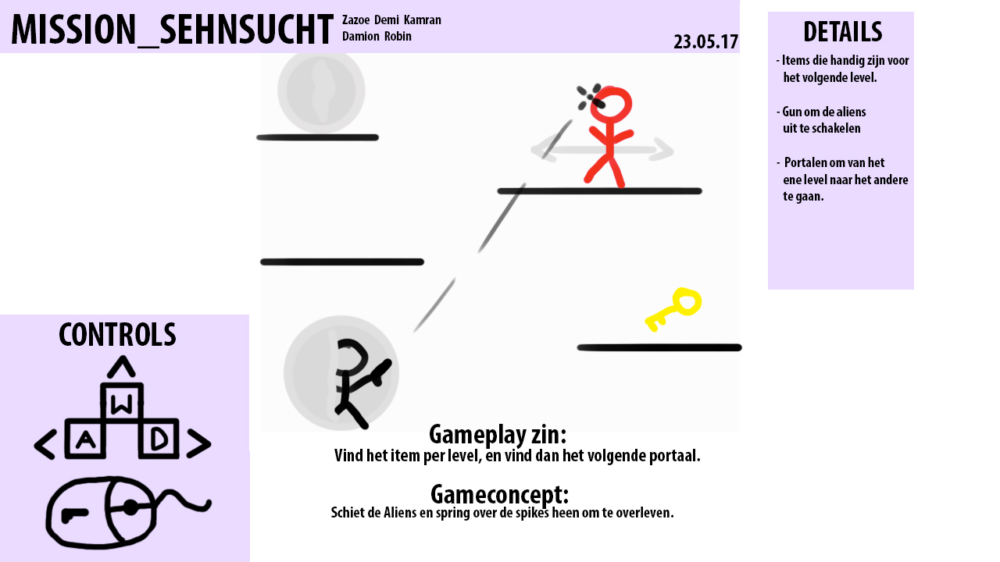 MISSION_SEHNSUCHT
Zazoe Demi Kamran
Damion Robin
23.05.17
DETAILS
- Items die handig zijn voor
het volgende level.
- Gun om de aliens
uit te schakelen
- Portalen om van het
ene level naar het andere
te gaan.
CONTROLS
W
A D
Gameplay zin:
Vind het item per level, en vind dan het volgende portaal.
Gameconcept:
Schiet de Aliens en spring over de spikes heen om te overleven.